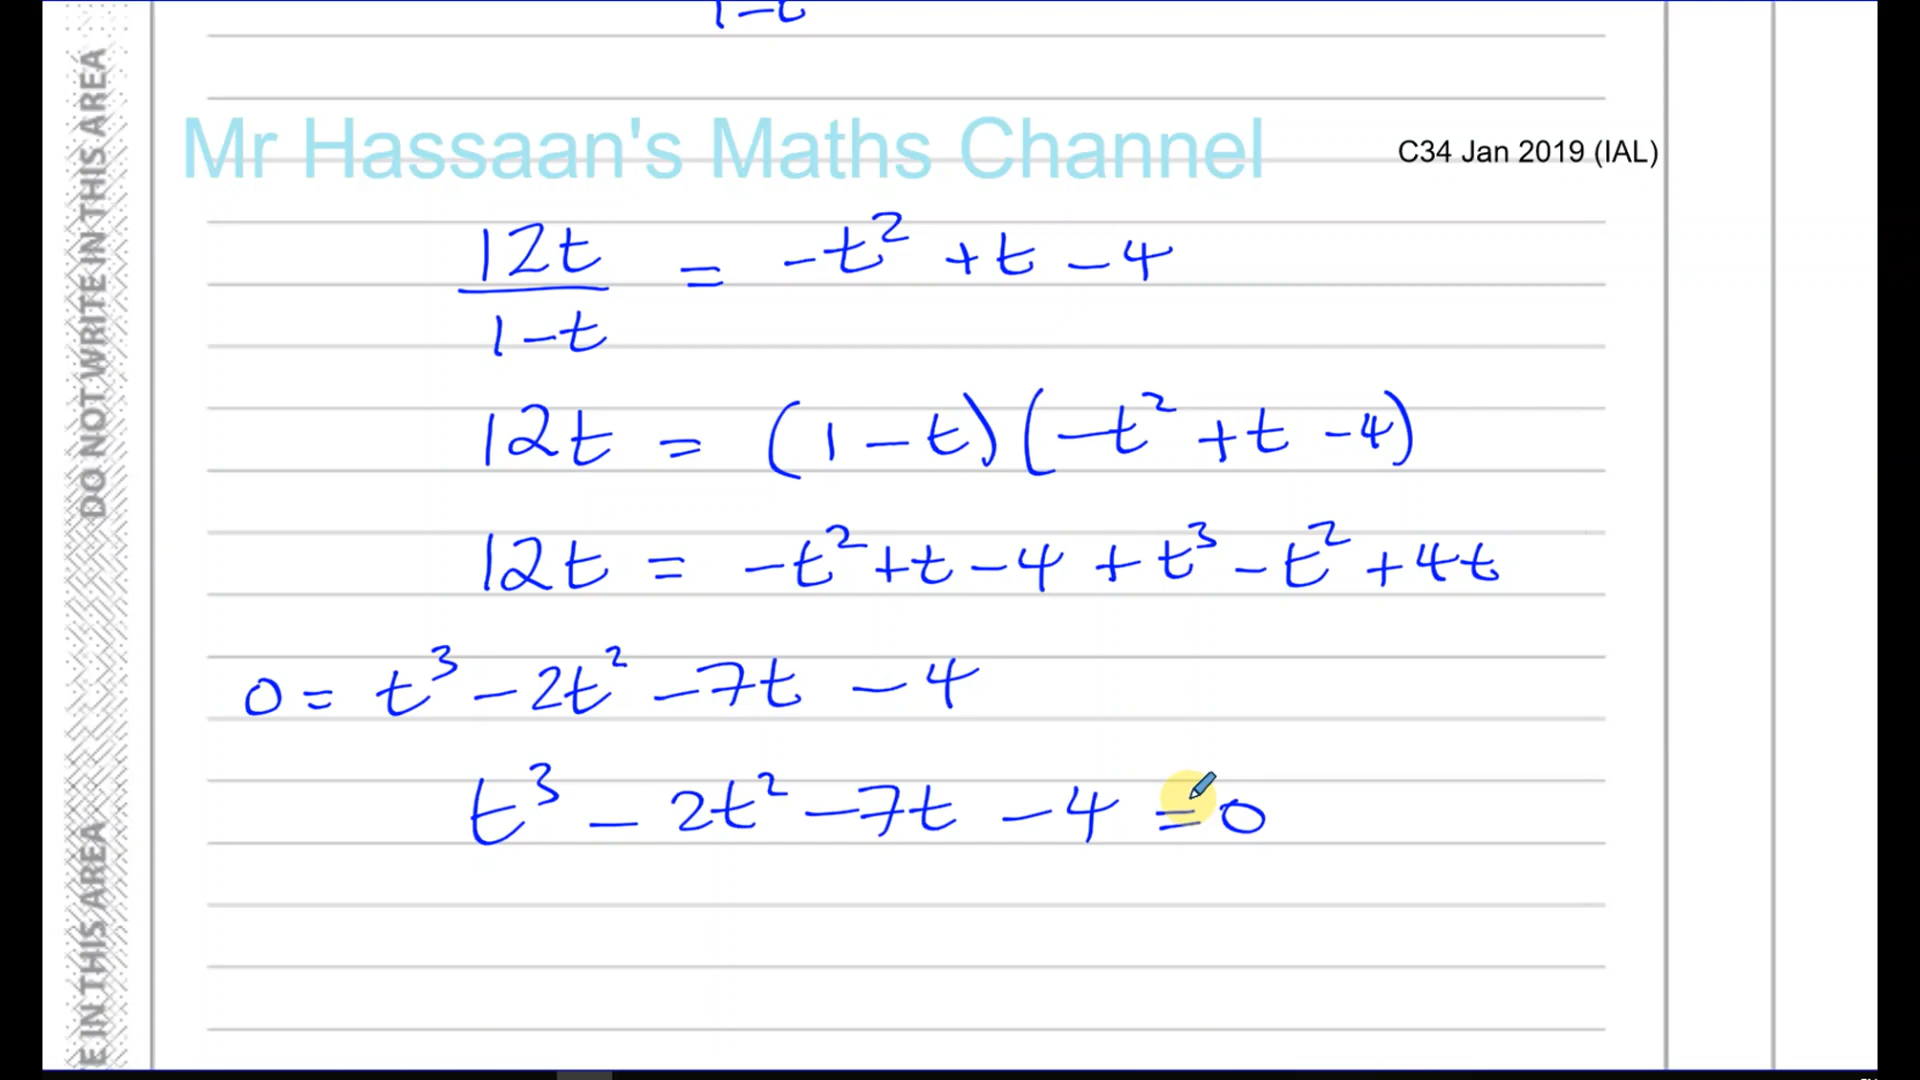 1-t
DO NOT WRITE IN THIS AREA
Mr Hassaan's Maths Channel
C34 Jan 2019 (IAL)
12t/1-t = -t² + t - 4
12t = (1 - t)(-t² + t - 4)
12t = -t² + t - 4 + t³ - t² + 4t
0 = t³ - 2t² - 7t - 4
t³ - 2t² - 7t - 4 = 0
E IN THIS AREA